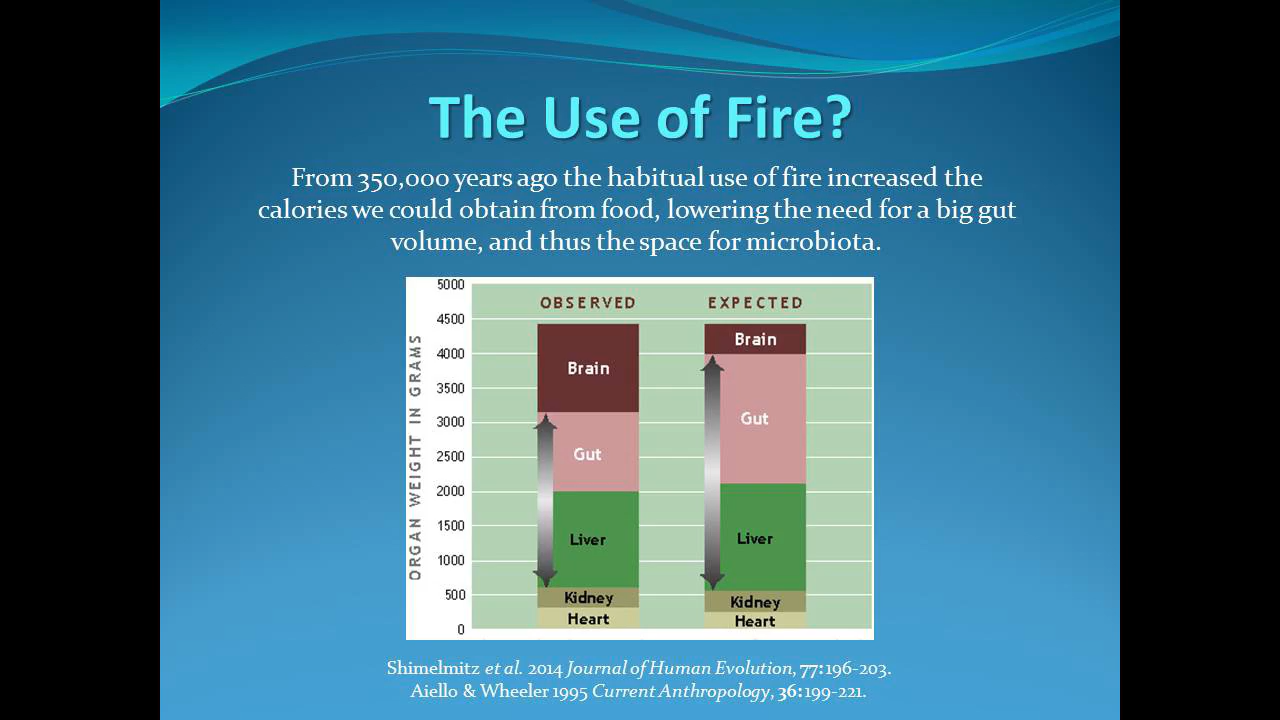 The Use of Fire?
From 350,000 years ago the habitual use of fire increased the
calories we could obtain from food, lowering the need for a big gut
volume, and thus the space for microbiota.
ORGAN WEIGHT IN GRAMS
5000
4500
4000
3500
3000
2500
2000
1500
1000
500
0
OBSERVED
Brain
Gut
Liver
Kidney
Heart
EXPECTED
Brain
Gut
Liver
Kidney
Heart
Shimelmitz et al. 2014 Journal of Human Evolution, 77:196-203.
Aiello & Wheeler 1995 Current Anthropology, 36:199-221.